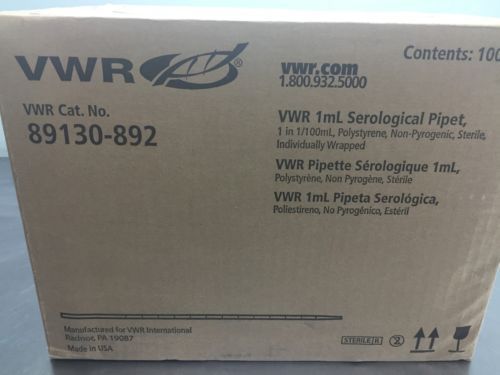 VWR®
vwr.com
1.800.932.5000
Contents: 100
VWR Cat. No.
89130-892
VWR 1mL Serological Pipet,
1 in 1/100mL, Polystyrene, Non-Pyrogenic, Sterile,
Individually Wrapped
VWR Pipette Sérologique 1mL,
Polystyrène, Non Pyrogène, Stérile
VWR 1mL Pipeta Serológica,
Poliestireno, No Pyrogénico, Estéril
Manufactured for VWR International
Radnor, PA 19087
Made in USA
STERILE R
2